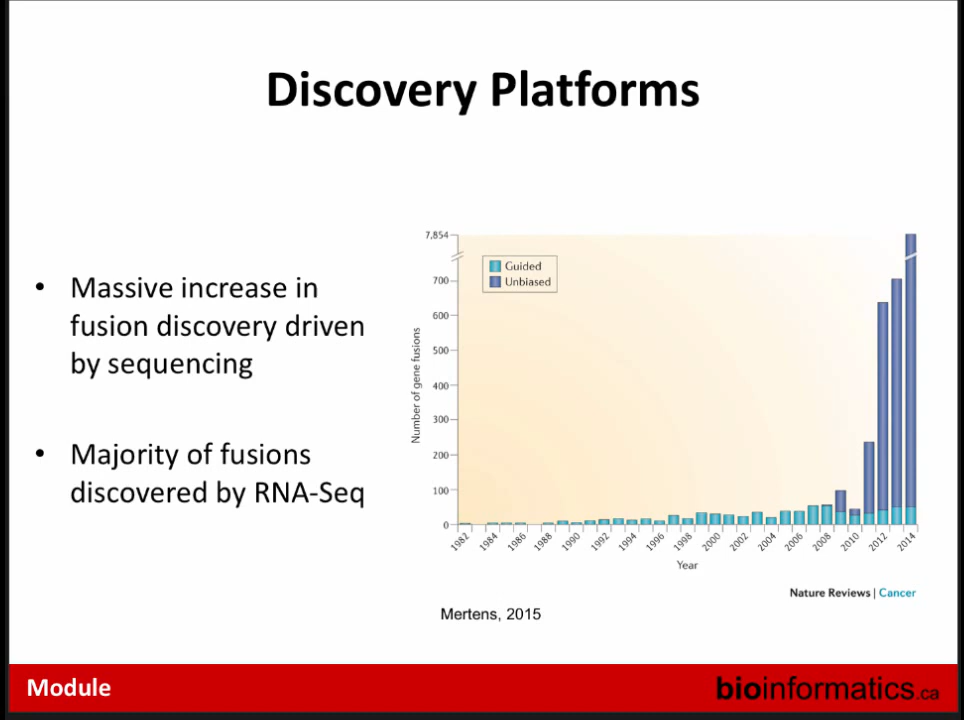 Discovery Platforms
• Massive increase in
fusion discovery driven
by sequencing
• Majority of fusions
discovered by RNA-Seq
7,854
700
600
500
400
300
200
100
0
Number of gene fusions
Guided
Unbiased
1982
1984
1986
1988
1990
1992
1994
1996
1998
2000
2002
2004
2006
2008
2010
2012
2014
Year
Nature Reviews | Cancer
Mertens, 2015
Module
bioinformatics.ca